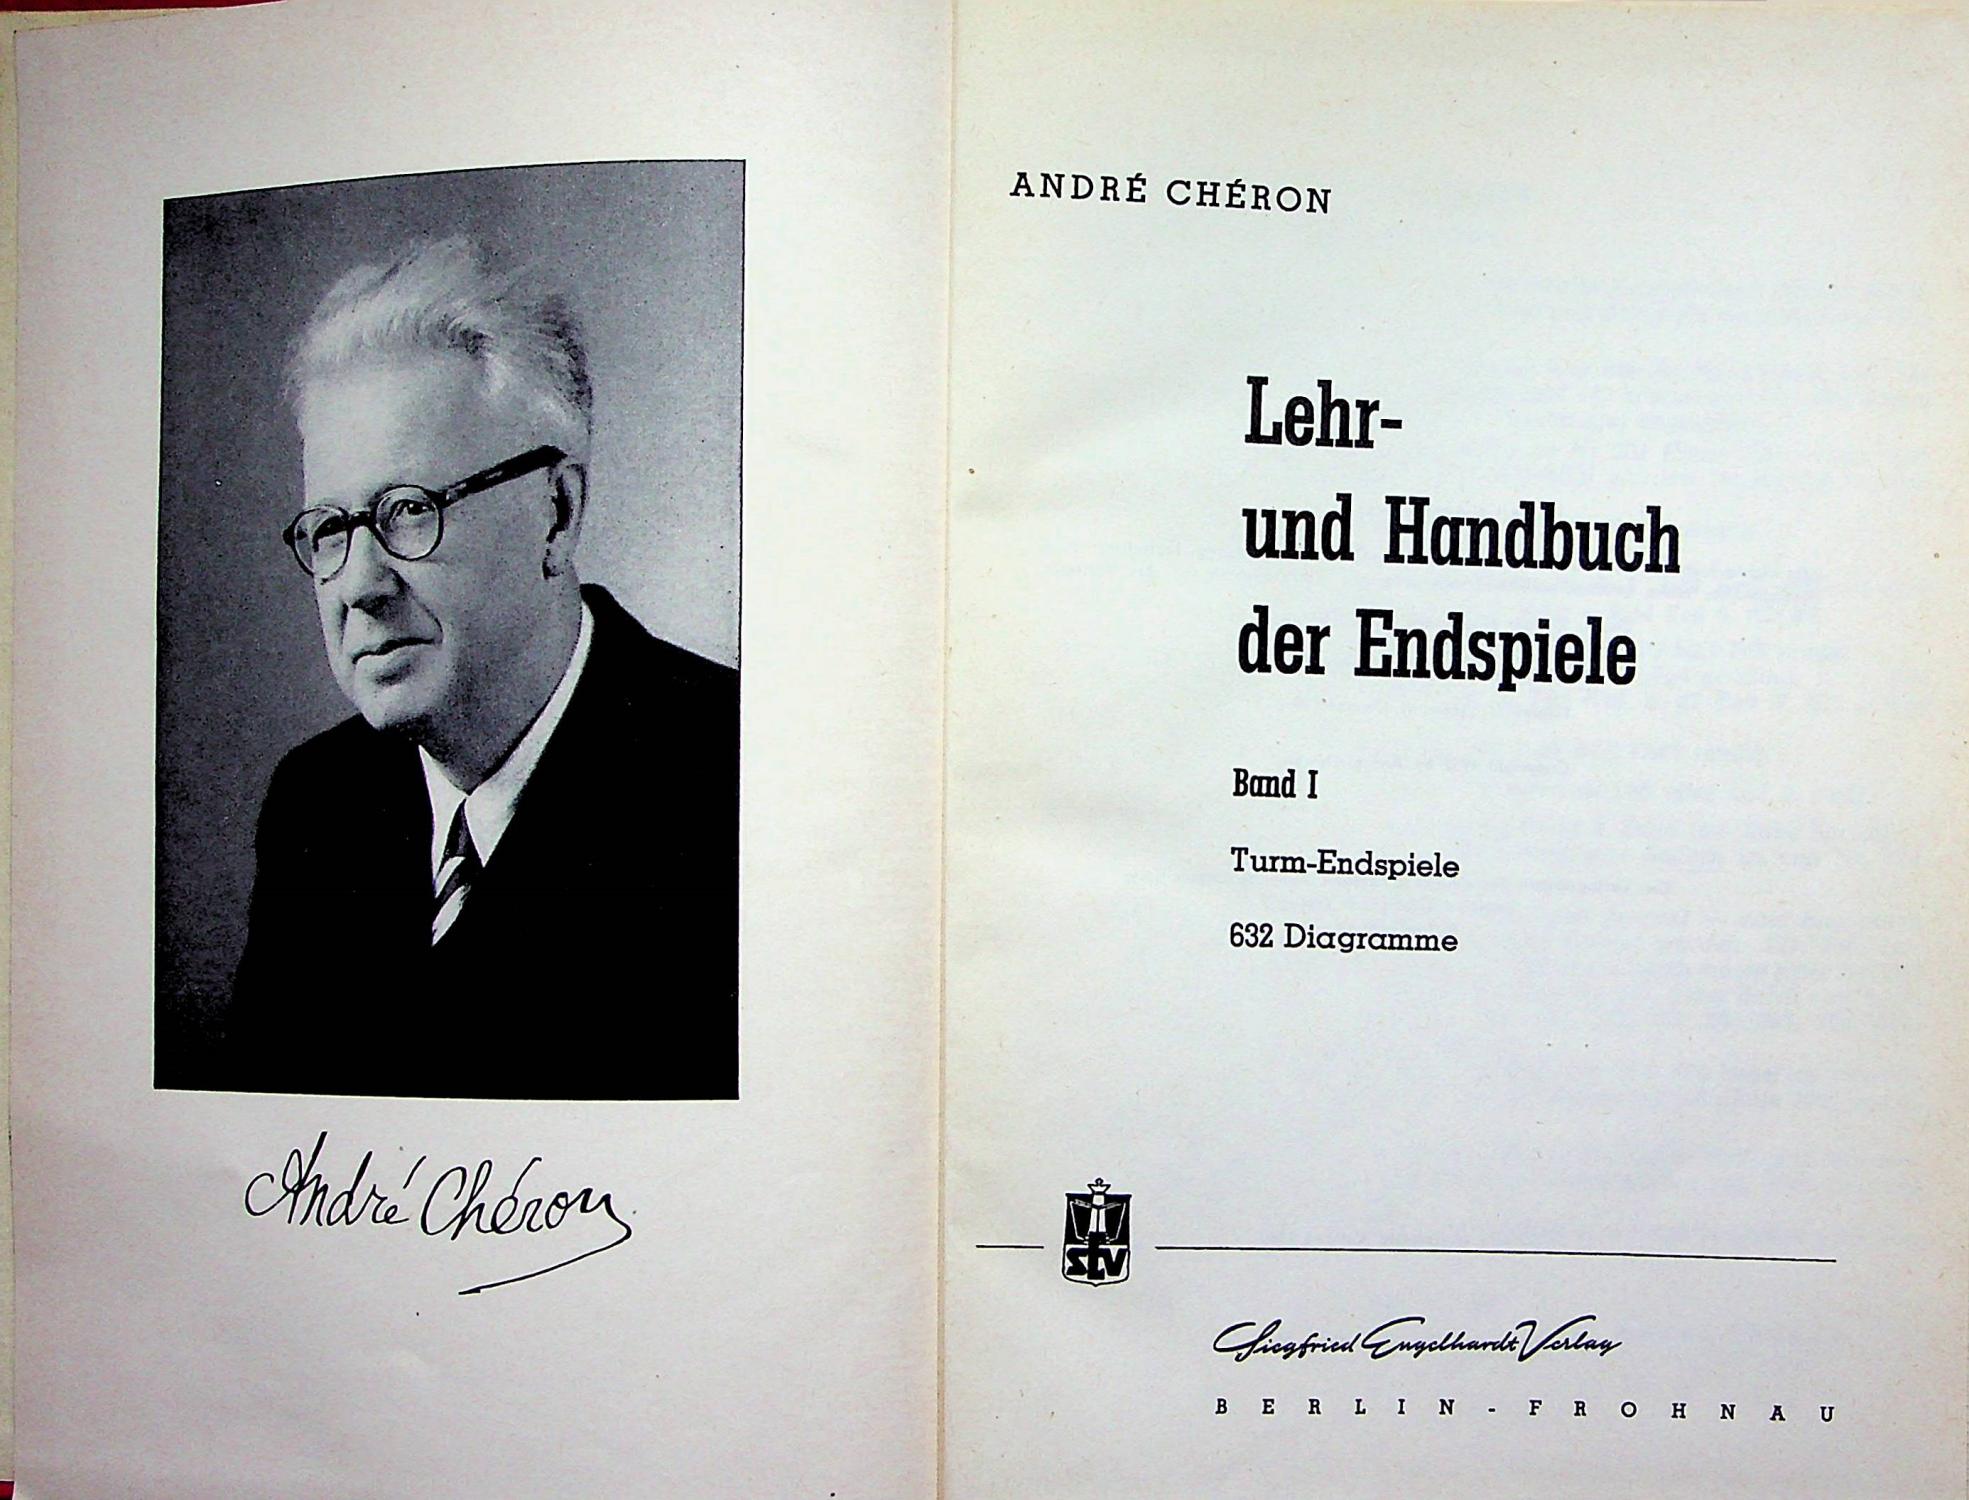 André Chéron
ANDRÉ CHÉRON
Lehr-
und Handbuch
der Endspiele
Band I
Turm-Endspiele
632 Diagramme
SEV
Siegfried Engelhardt Verlag
BERLIN-FROHNAU